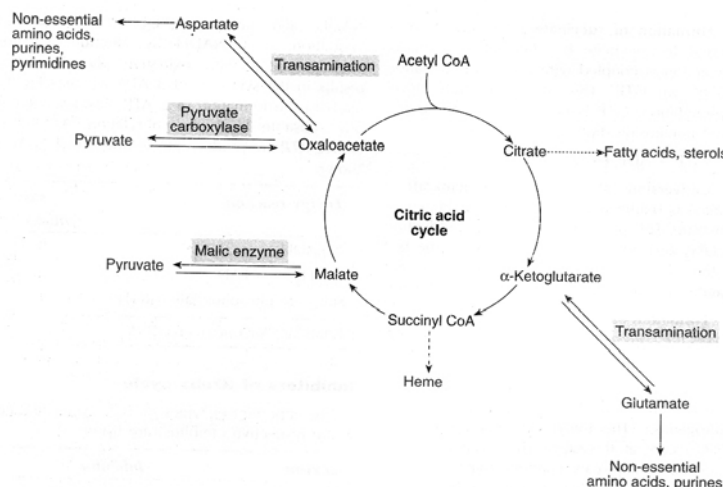 Non-essential
amino acids,
purines,
pyrimidines
Aspartate
Transamination
Acetyl CoA
Pyruvate
carboxylase
Pyruvate
Oxaloacetate
Citrate
Fatty acids, sterols
Citric acid
cycle
Malic enzyme
Pyruvate
Malate
α-Ketoglutarate
Succinyl CoA
Transamination
Heme
Glutamate
Non-essential
amino acids, purines